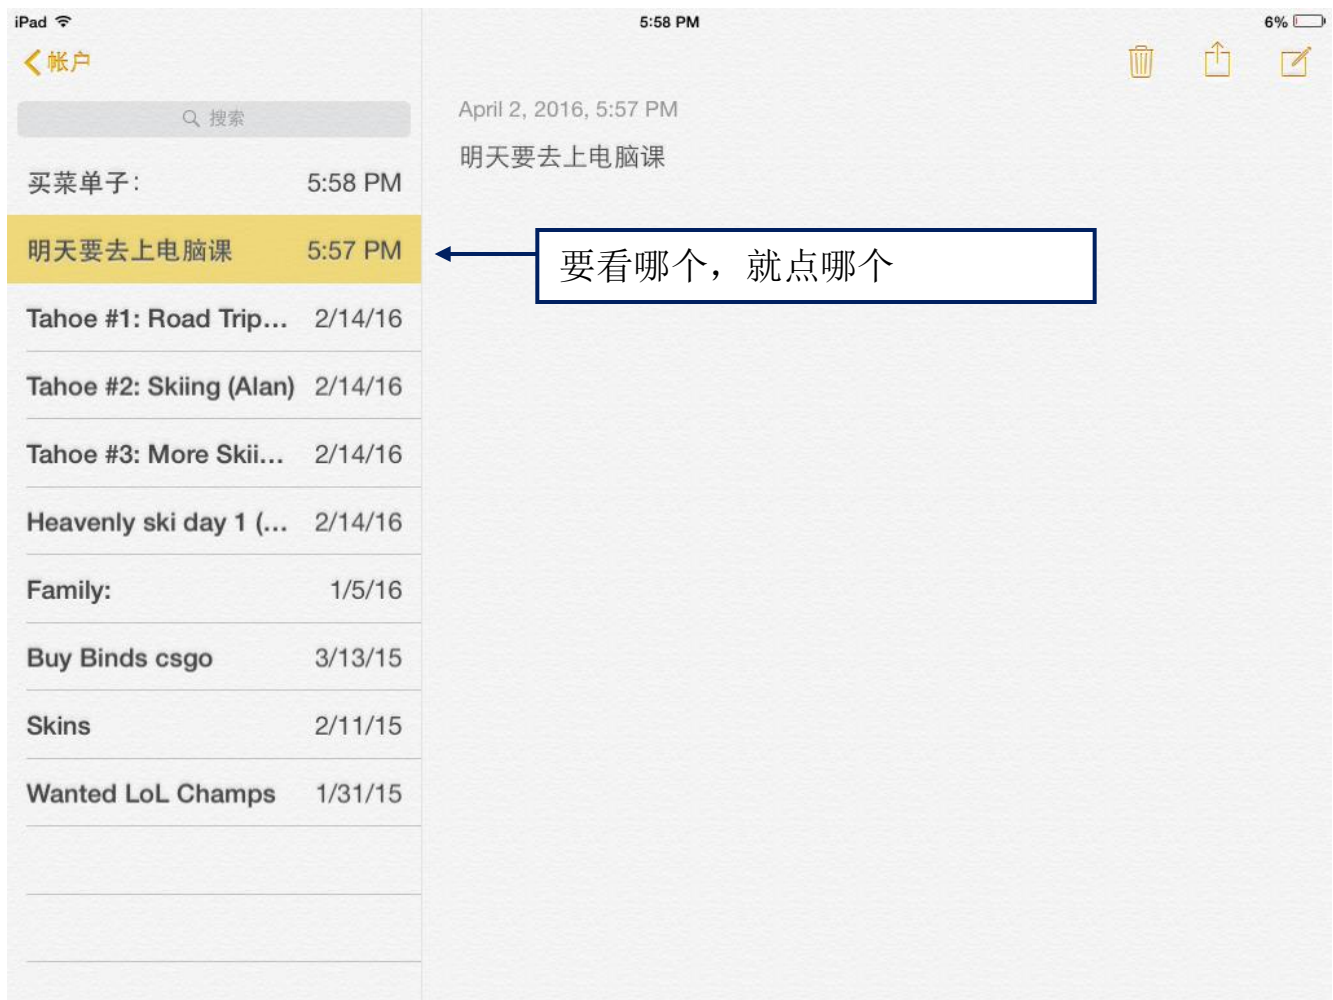 iPad 5:58 PM 6%
帐户
搜索
买菜单子: 5:58 PM
明天要去上电脑课 5:57 PM
Tahoe #1: Road Trip... 2/14/16
Tahoe #2: Skiing (Alan) 2/14/16
Tahoe #3: More Skii... 2/14/16
Heavenly ski day 1 (... 2/14/16
Family: 1/5/16
Buy Binds csgo 3/13/15
Skins 2/11/15
Wanted LoL Champs 1/31/15
April 2, 2016, 5:57 PM
明天要去上电脑课
要看哪个，就点哪个